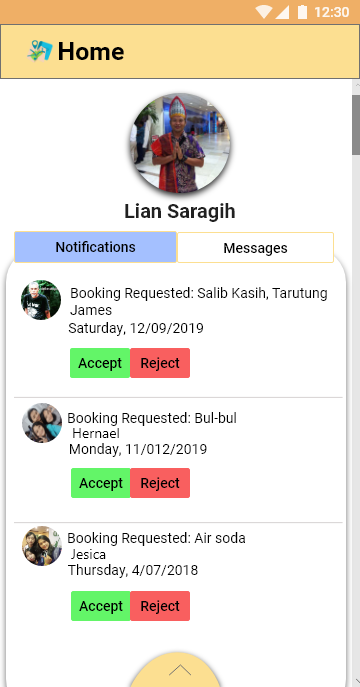 12:30
Home
Lian Saragih
Notifications Messages
Booking Requested: Salib Kasih, Tarutung
James
Saturday, 12/09/2019
Accept Reject
Booking Requested: Bul-bul
Hernael
Monday, 11/012/2019
Accept Reject
Booking Requested: Air soda
Jesica
Thursday, 4/07/2018
Accept Reject